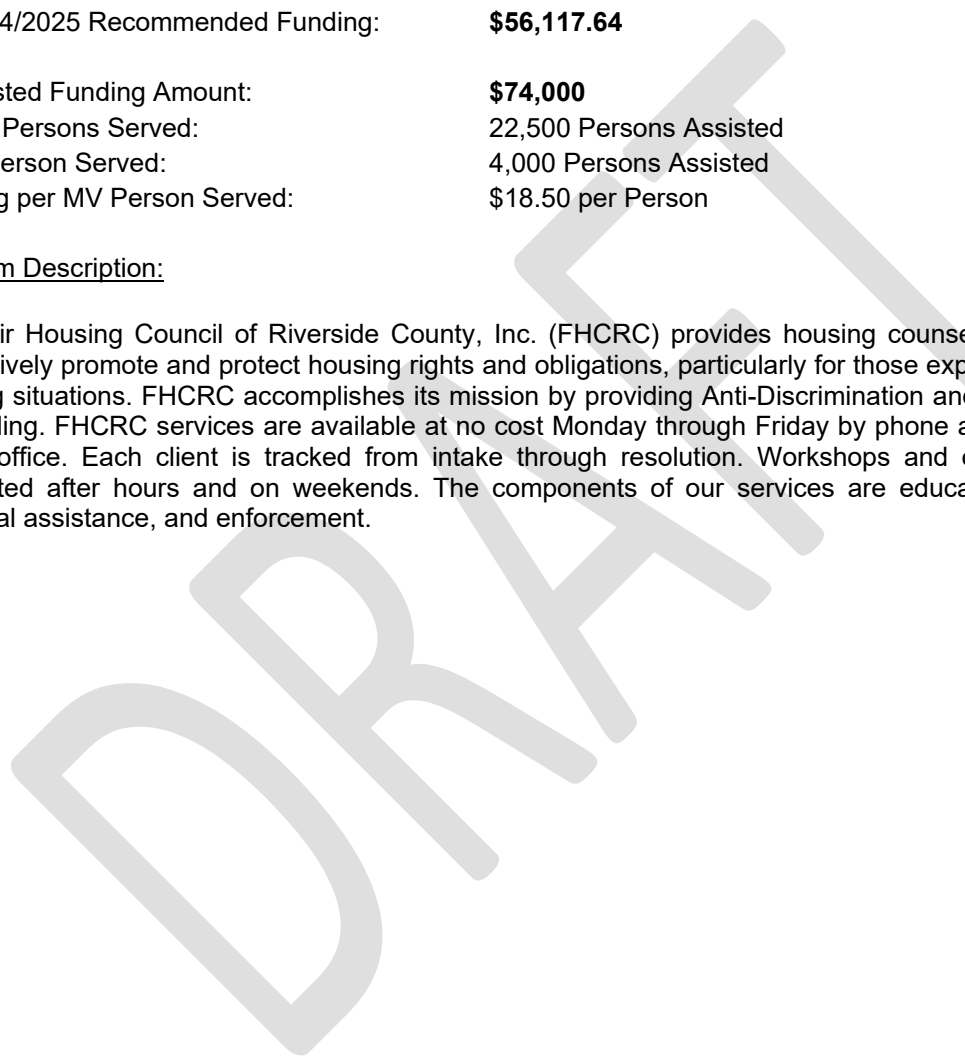 4/2025 Recommended Funding: $56,117.64
sted Funding Amount: $74,000
Persons Served: 22,500 Persons Assisted
erson Served: 4,000 Persons Assisted
g per MV Person Served: $18.50 per Person
m Description:
ir Housing Council of Riverside County, Inc. (FHCRC) provides housing counse
ively promote and protect housing rights and obligations, particularly for those exp
g situations. FHCRC accomplishes its mission by providing Anti-Discrimination and
ling. FHCRC services are available at no cost Monday through Friday by phone a
office. Each client is tracked from intake through resolution. Workshops and
ted after hours and on weekends. The components of our services are educa
al assistance, and enforcement.
DRAFT